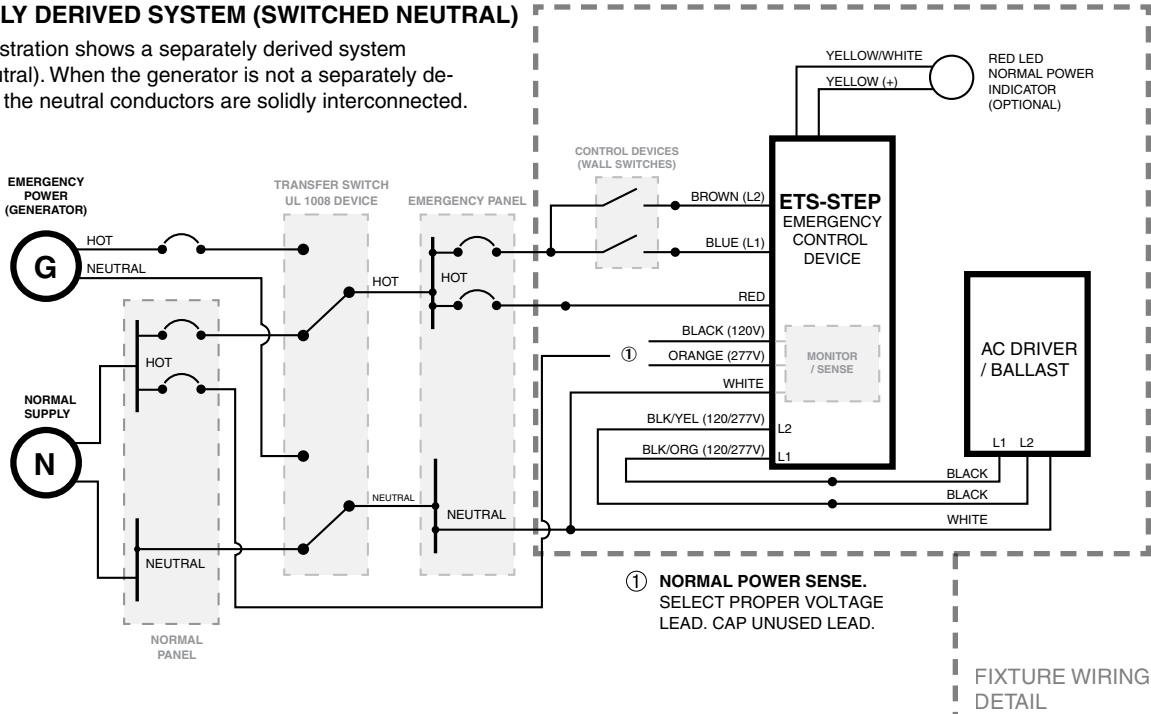 LY DERIVED SYSTEM (SWITCHED NEUTRAL)
stration shows a separately derived system
utral). When the generator is not a separately de-
the neutral conductors are solidly interconnected.
YELLOW/WHITE
YELLOW (+)
RED LED
NORMAL POWER
INDICATOR
(OPTIONAL)
CONTROL DEVICES
(WALL SWITCHES)
EMERGENCY
POWER
(GENERATOR)
G
HOT
NEUTRAL
TRANSFER SWITCH
UL 1008 DEVICE
HOT
EMERGENCY PANEL
HOT
BROWN (L2)
BLUE (L1)
RED
BLACK (120V)
① ORANGE (277V)
WHITE
BLK/YEL (120/277V)
BLK/ORG (120/277V)
ETS-STEP
EMERGENCY
CONTROL
DEVICE
MONITOR
/ SENSE
L2
L1
AC DRIVER
/ BALLAST
L1 L2
BLACK
BLACK
WHITE
NORMAL
SUPPLY
N
HOT
NEUTRAL
NORMAL
PANEL
NEUTRAL
NEUTRAL
① NORMAL POWER SENSE.
SELECT PROPER VOLTAGE
LEAD. CAP UNUSED LEAD.
FIXTURE WIRING
DETAIL